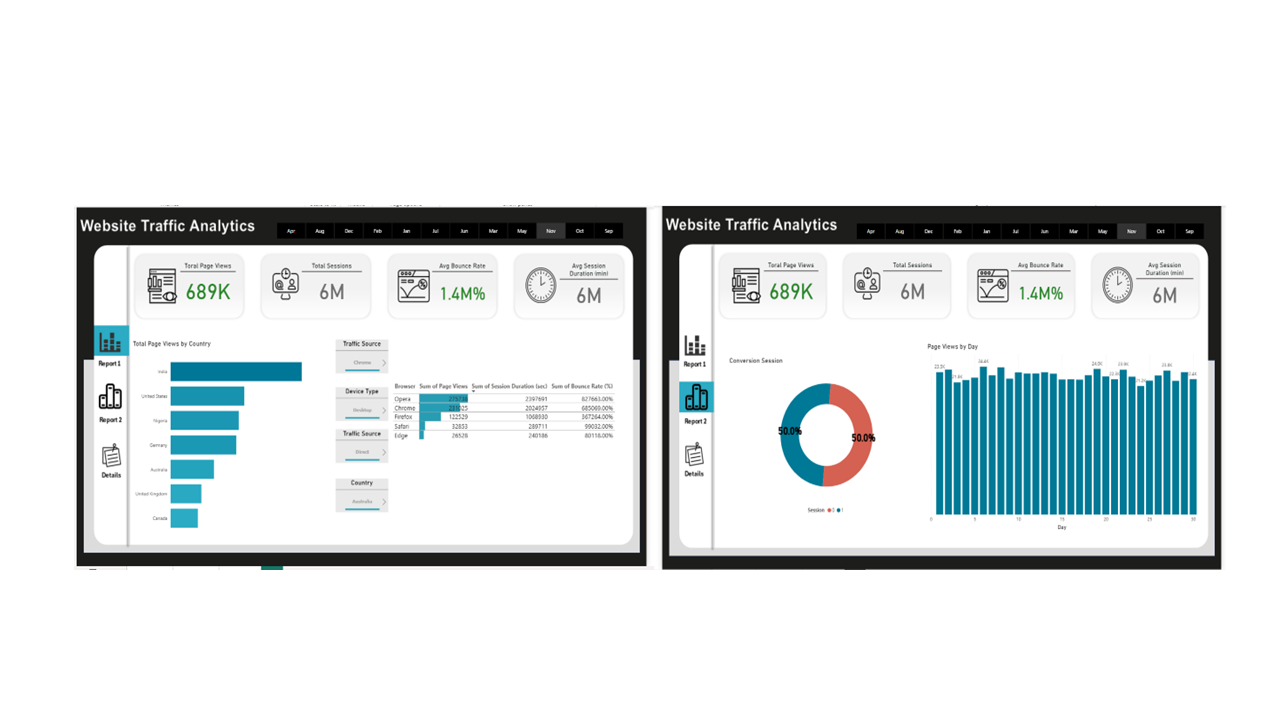 Website Traffic Analytics
Apr Aug Dec Feb Jan Jul Jun Mar May Nov Oct Sep
Total Page Views
689K
Total Sessions
6M
Avg Bounce Rate
1.4M%
Avg Session
Duration (min)
6M
Report 1
Report 2
Details
Total Page Views by Country
India
United States
Nigeria
Germany
Australia
United Kingdom
Canada
Traffic Source
Chrome
Device Type
Desktop
Traffic Source
Direct
Country
Australia
Browser Sum of Page Views Sum of Session Duration (sec) Sum of Bounce Rate (%)
Opera 2397691 827663.00%
Chrome 2024957 685069.00%
Firefox 122529 1068930 367264.00%
Safari 32853 289711 99032.00%
Edge 26528 240186 80118.00%
Website Traffic Analytics
Apr Aug Dec Feb Jan Jul Jun Mar May Nov Oct Sep
Total Page Views
689K
Total Sessions
6M
Avg Bounce Rate
1.4M%
Avg Session
Duration (min)
6M
Report 1
Report 2
Details
Conversion Session
50.0%
50.0%
Session 0 1
Page Views by Day
0 5 10 15 20 25 30
Day